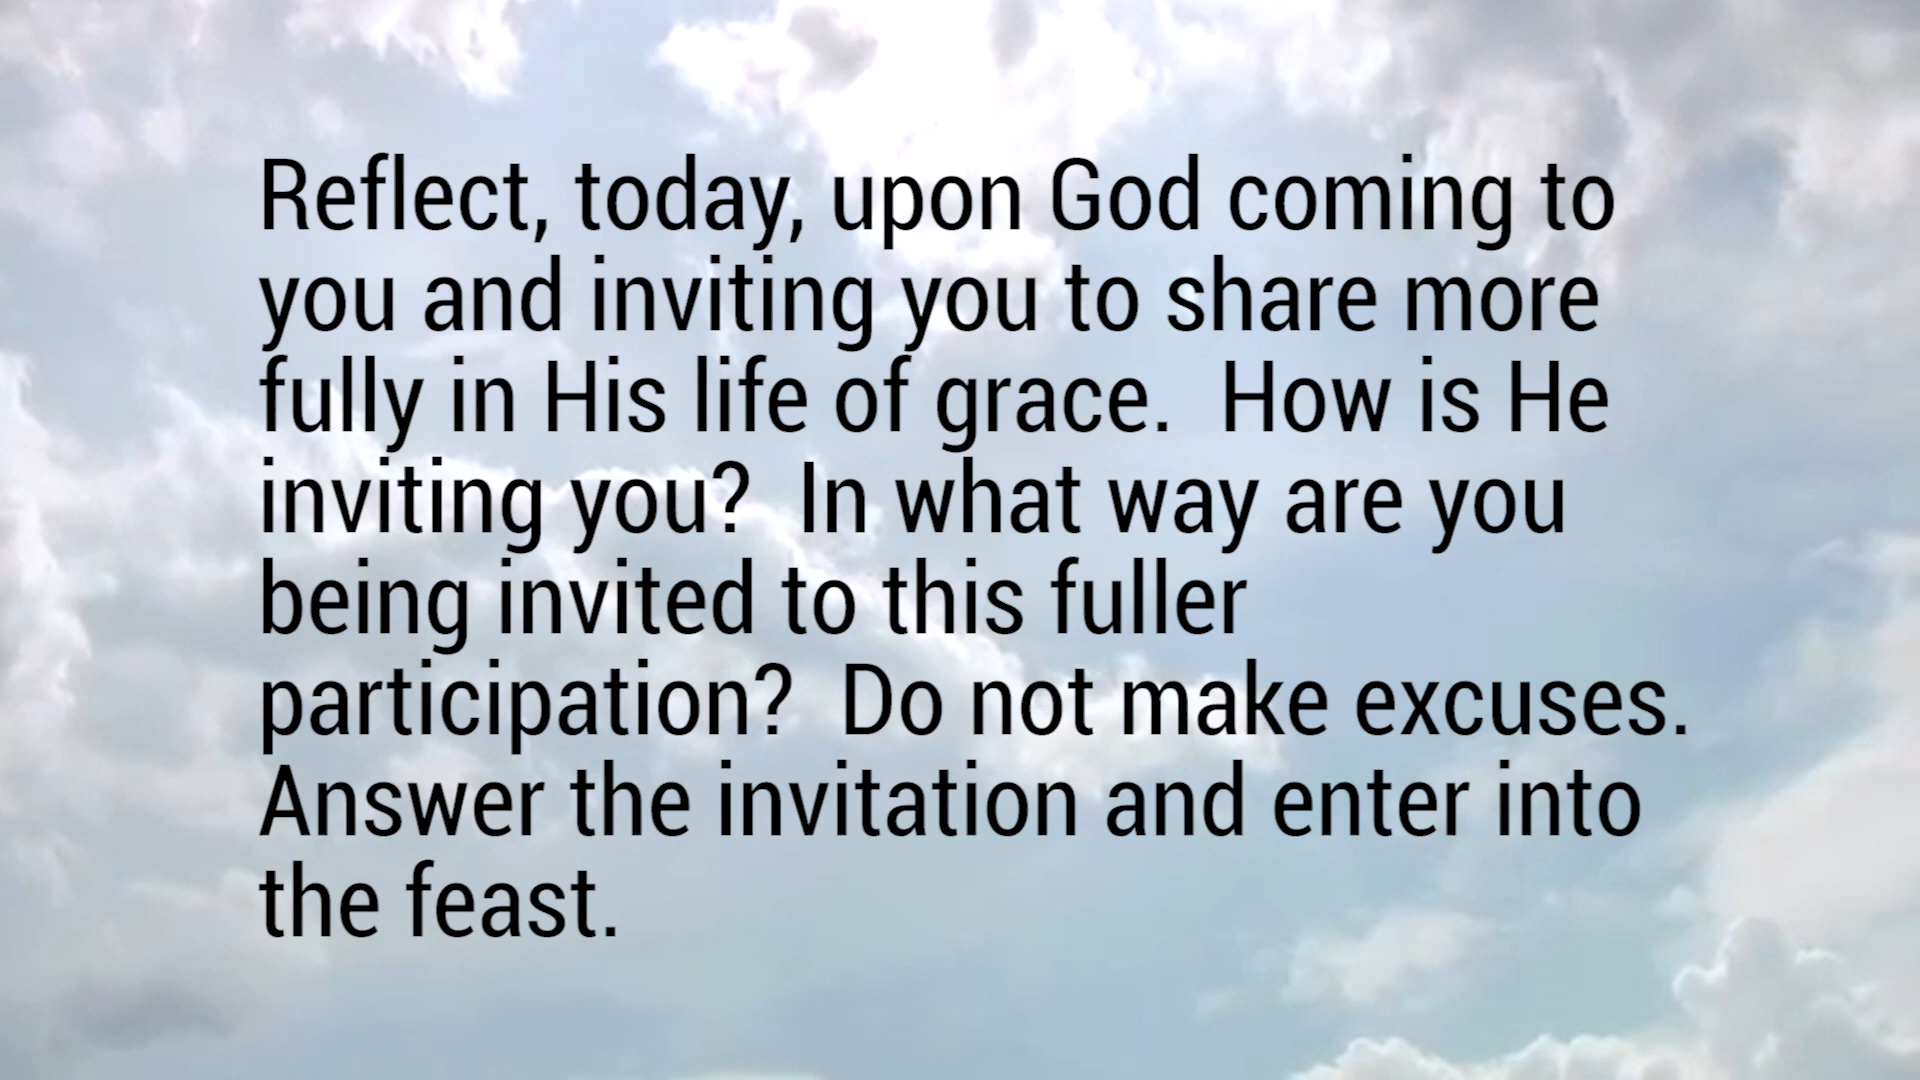 Reflect, today, upon God coming to
you and inviting you to share more
fully in His life of grace.  How is He
inviting you?  In what way are you
being invited to this fuller
participation?  Do not make excuses.
Answer the invitation and enter into
the feast.